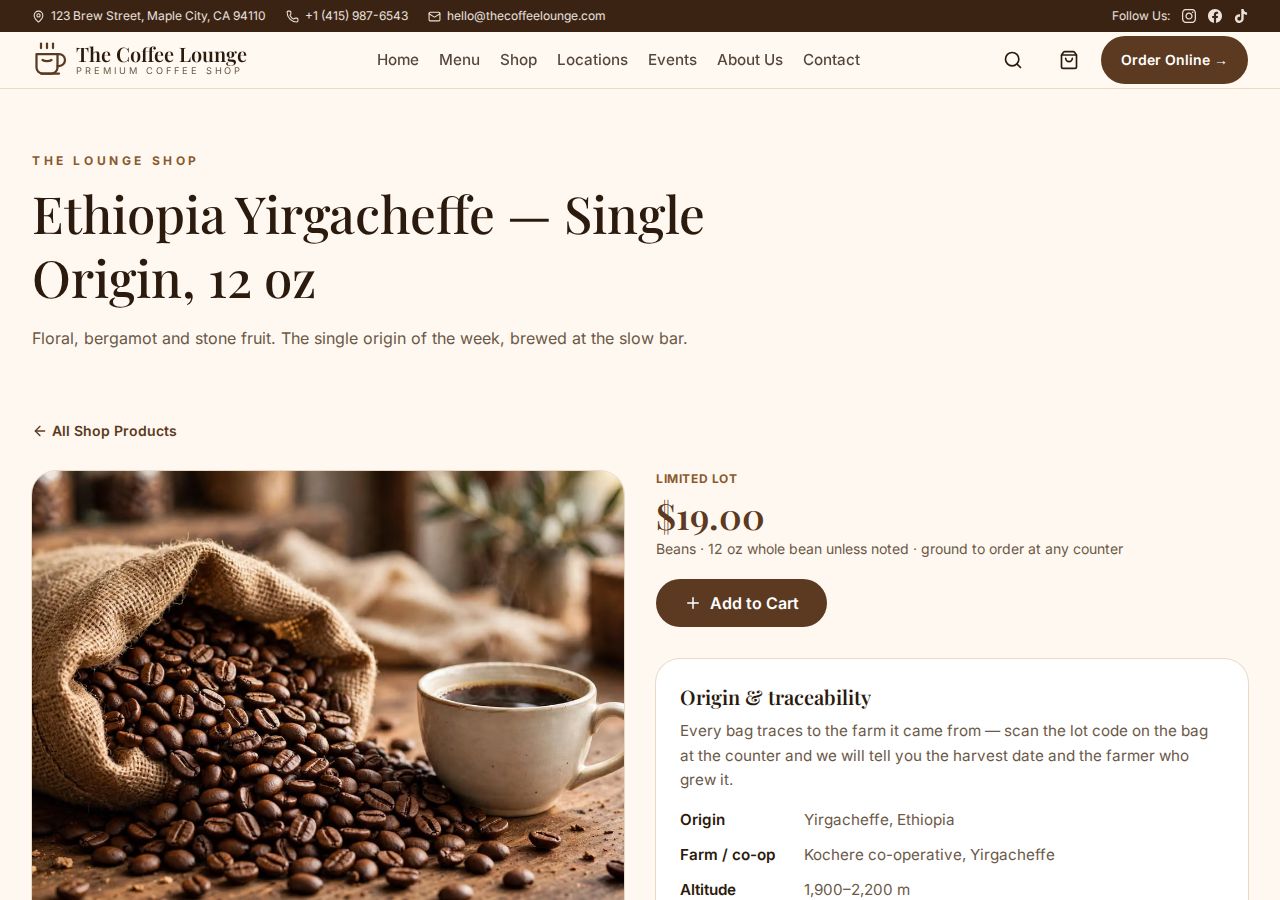 123 Brew Street, Maple City, CA 94110
+1 (415) 987-6543
hello@thecoffeelounge.com
Follow Us:
The Coffee Lounge
PREMIUM COFFEE SHOP
Home
Menu
Shop
Locations
Events
About Us
Contact
Order Online →
THE LOUNGE SHOP
Ethiopia Yirgacheffe — Single
Origin, 12 oz
Floral, bergamot and stone fruit. The single origin of the week, brewed at the slow bar.
← All Shop Products
LIMITED LOT
$19.00
Beans · 12 oz whole bean unless noted · ground to order at any counter
+ Add to Cart
Origin & traceability
Every bag traces to the farm it came from — scan the lot code on the bag
at the counter and we will tell you the harvest date and the farmer who
grew it.
Origin Yirgacheffe, Ethiopia
Farm / co-op Kochere co-operative, Yirgacheffe
Altitude 1,900–2,200 m